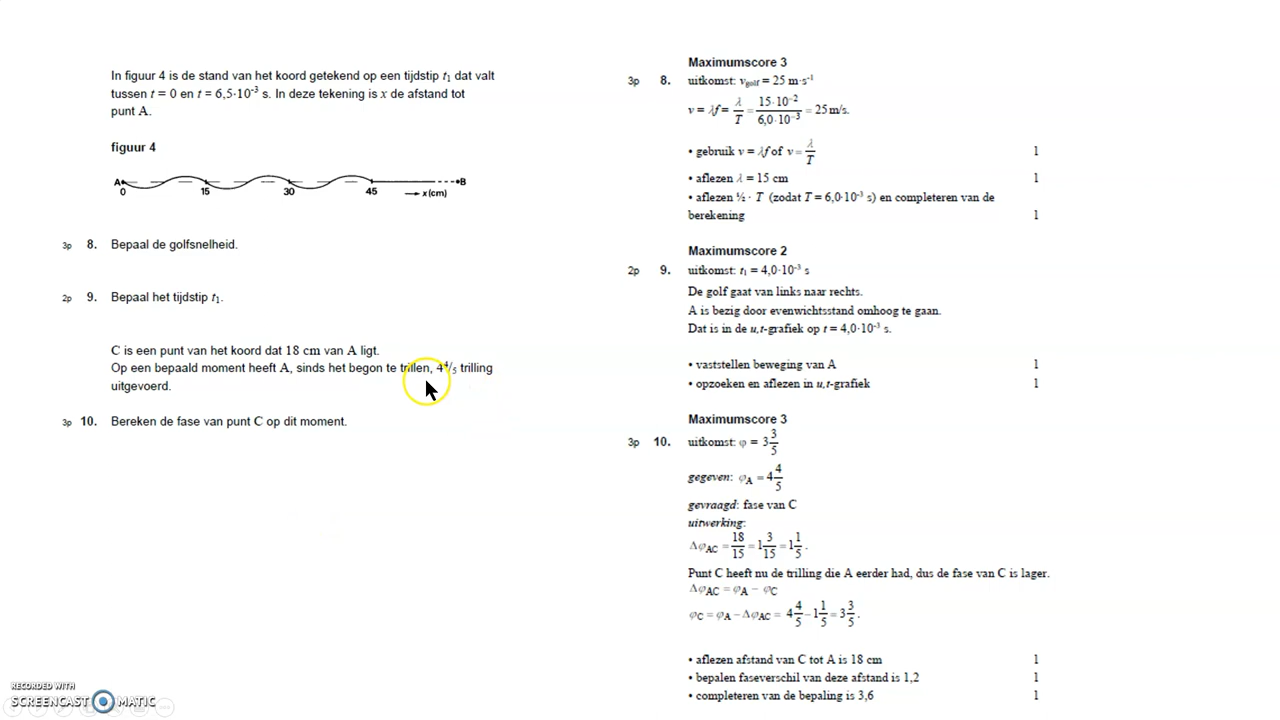 In figuur 4 is de stand van het koord getekend op een tijdstip t₁ dat valt
tussen t = 0 en t = 6,5·10⁻³ s. In deze tekening is x de afstand tot
punt A.
figuur 4
A B
0 15 30 45 x(cm)
3p 8. Bepaal de golfsnelheid.
2p 9. Bepaal het tijdstip t₁.
C is een punt van het koord dat 18 cm van A ligt.
Op een bepaald moment heeft A, sinds het begon te trillen, 4⁴/₅ trilling
uitgevoerd.
3p 10. Bereken de fase van punt C op dit moment.
Maximumscore 3
3p 8. uitkomst: v_golf = 25 m·s⁻¹
v = λf = λ/T = 15·10⁻²/6,0·10⁻³ = 25 m/s.
• gebruik v = λf of v = λ/T 1
• aflezen λ = 15 cm 1
• aflezen ½ · T (zodat T = 6,0·10⁻³ s) en completeren van de
berekening 1
Maximumscore 2
2p 9. uitkomst: t₁ = 4,0·10⁻³ s
De golf gaat van links naar rechts.
A is bezig door evenwichtsstand omhoog te gaan.
Dat is in de u,t-grafiek op t = 4,0·10⁻³ s.
• vaststellen beweging van A 1
• opzoeken en aflezen in u,t-grafiek 1
Maximumscore 3
3p 10. uitkomst: φ = 3 3/5
gegeven: φA = 4 4/5
gevraagd: fase van C
uitwerking:
ΔφAC = 18/15 = 1 3/15 = 1 1/5.
Punt C heeft nu de trilling die A eerder had, dus de fase van C is lager.
ΔφAC = φA − φC
φC = φA − ΔφAC = 4 4/5 − 1 1/5 = 3 3/5.
• aflezen afstand van C tot A is 18 cm 1
• bepalen faseverschil van deze afstand is 1,2 1
• completeren van de bepaling is 3,6 1
RECORDED WITH
SCREENCAST MATIC